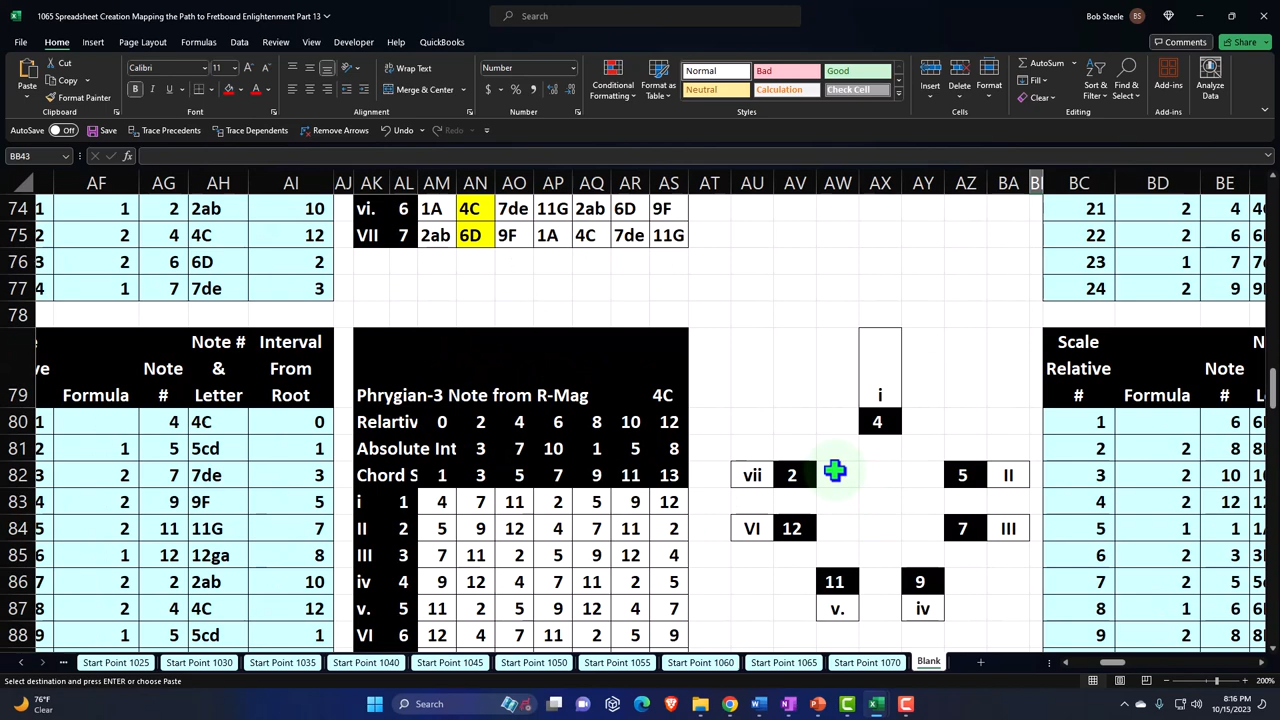 1065 Spreadsheet Creation Mapping the Path to Fretboard Enlightenment Part 13
Search
Bob Steele BS
File Home Insert Page Layout Formulas Data Review View Developer Help QuickBooks Comments Share
Paste Cut Copy Format Painter Clipboard
Calibri 11 Font
Wrap Text Merge & Center Alignment
Number Number
Conditional Formatting Format as Table Normal Bad Good Neutral Calculation Check Cell Styles
Insert Delete Format Cells
AutoSum Fill Clear Sort & Filter Find & Select Editing
Add-ins Add-ins
Analyze Data
AutoSave Off Save Trace Precedents Trace Dependents Remove Arrows Undo Redo
BB43 fx
AF AG AH AI AJ AK AL AM AN AO AP AQ AR AS AT AU AV AW AX AY AZ BA BC BD BE
74 1 1 2 2ab 10 vi. 6 1A 4C 7de 11G 2ab 6D 9F 21 2 4
75 2 2 4 4C 12 VII 7 2ab 6D 9F 1A 4C 7de 11G 22 2 6
76 3 2 6 6D 2 23 1 7
77 4 1 7 7de 3 24 2 9
78
79 Formula Note # Note # & Letter Interval From Root Phrygian-3 Note from R-Mag 4C i Scale Relative # Formula Note #
80 1 4 4C 0 Relartiv 0 2 4 6 8 10 12 4 1 6
81 2 1 5 5cd 1 Absolute Int 3 7 10 1 5 8 2 2 8
82 3 2 7 7de 3 Chord S 1 3 5 7 9 11 13 vii 2 5 II 3 2 10
83 4 2 9 9F 5 i 1 4 7 11 2 5 9 12 4 2 12
84 5 2 11 11G 7 II 2 5 9 12 4 7 11 2 VI 12 7 III 5 1 1
85 6 1 12 12ga 8 III 3 7 11 2 5 9 12 4 6 2 3
86 7 2 2 2ab 10 iv 4 9 12 4 7 11 2 5 11 9 7 2 5
87 8 2 4 4C 12 v. 5 11 2 5 9 12 4 7 v. iv 8 1 6
88 9 1 5 5cd 1 VI 6 12 4 7 11 2 5 9 9 2 8
Start Point 1025 Start Point 1030 Start Point 1035 Start Point 1040 Start Point 1045 Start Point 1050 Start Point 1055 Start Point 1060 Start Point 1065 Start Point 1070 Blank
Select destination and press ENTER or choose Paste 200%
76°F Clear Search 8:16 PM 10/15/2023